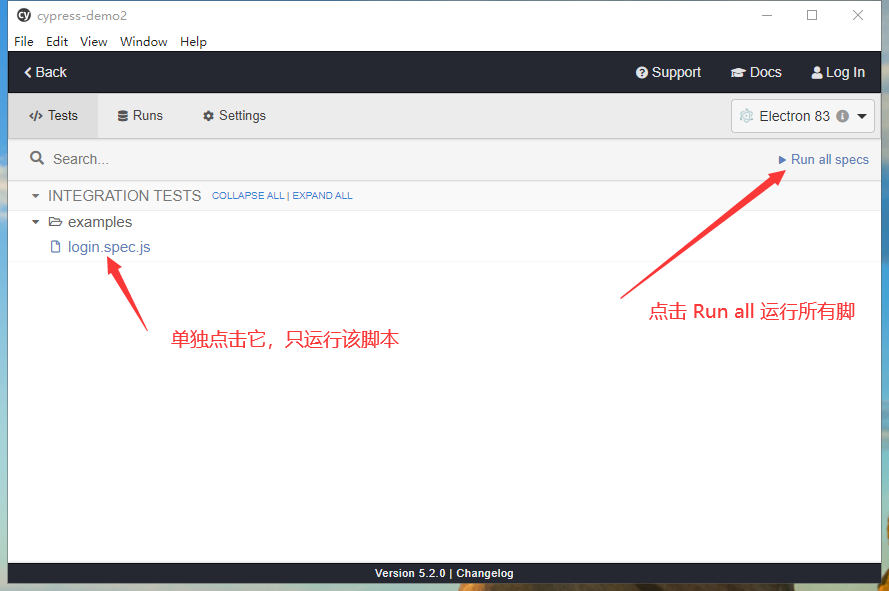 cypress-demo2
File Edit View Window Help
Back Support Docs Log In
Tests Runs Settings Electron 83
Search... Run all specs
INTEGRATION TESTS COLLAPSE ALL | EXPAND ALL
examples
login.spec.js
点击 Run all 运行所有脚
单独点击它，只运行该脚本
Version 5.2.0 | Changelog